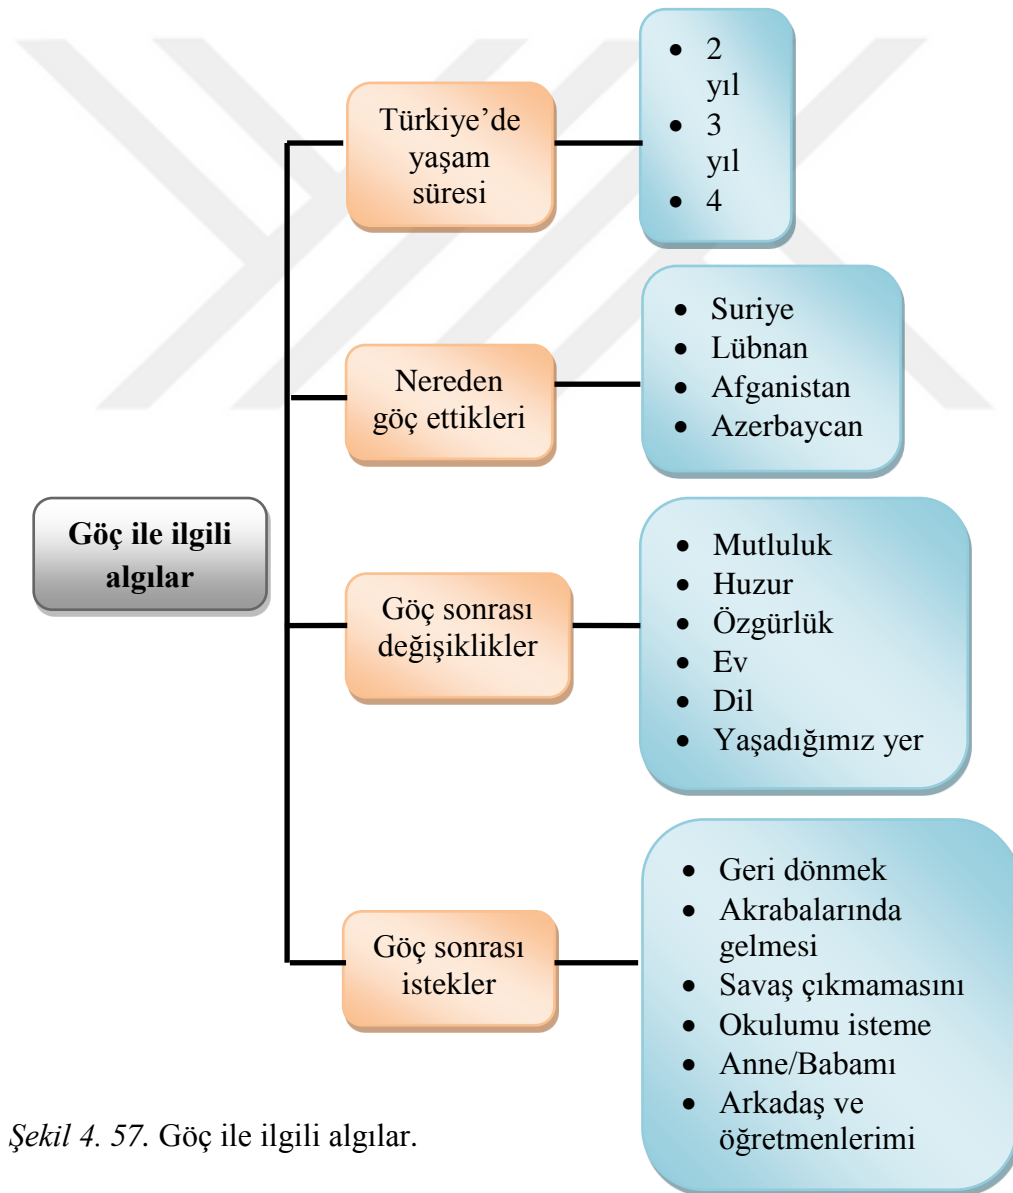 Göç ile ilgili
algılar
Türkiye’de
yaşam
süresi
• 2
yıl
• 3
yıl
• 4
Nereden
göç ettikleri
• Suriye
• Lübnan
• Afganistan
• Azerbaycan
Göç sonrası
değişiklikler
• Mutluluk
• Huzur
• Özgürlük
• Ev
• Dil
• Yaşadığımız yer
Göç sonrası
istekler
• Geri dönmek
• Akrabalarında
gelmesi
• Savaş çıkmamasını
• Okulumu isteme
• Anne/Babamı
• Arkadaş ve
öğretmenlerimi
Şekil 4. 57. Göç ile ilgili algılar.